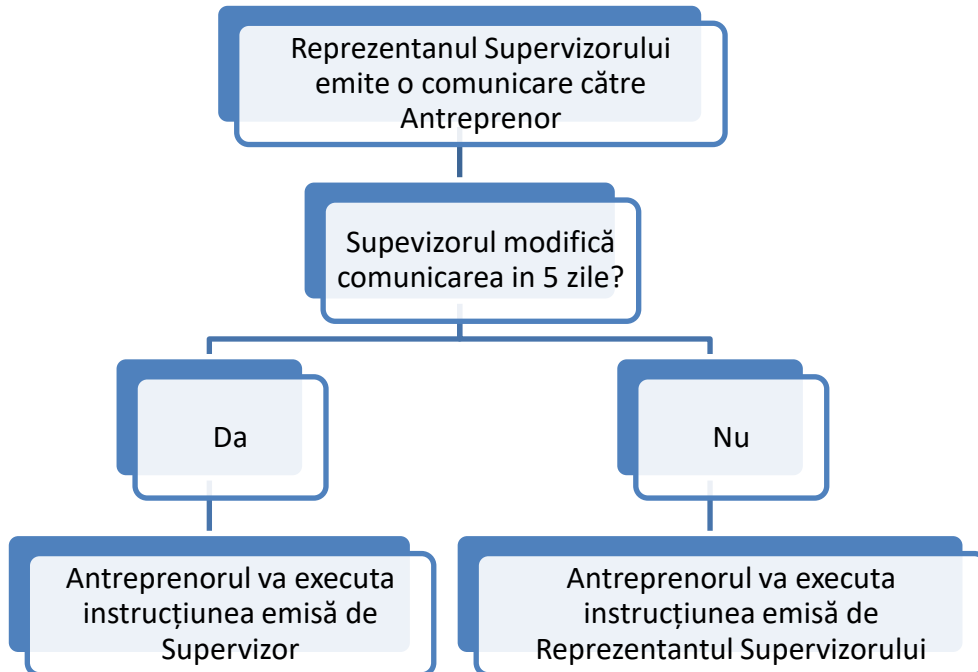 Reprezentanul Supervizorului
emite o comunicare către
Antreprenor
Supevizorul modifică
comunicarea in 5 zile?
Da
Nu
Antreprenorul va executa
instrucțiunea emisă de
Supervizor
Antreprenorul va executa
instrucțiunea emisă de
Reprezentantul Supervizorului